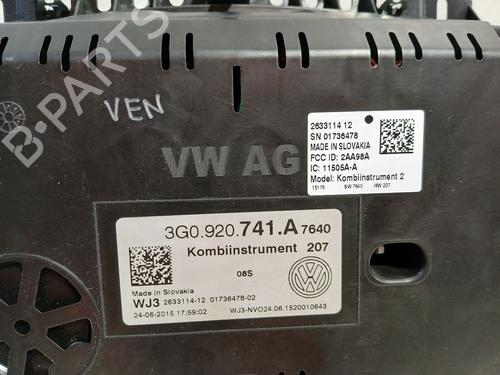 B-PARTS
VEN
VW AG
2633114 12
SN 01736478
MADE IN SLOVAKIA
FCC ID: 2AA98A
IC: 11505A-A
Model: Kombiinstrument 2
15175 SW 7640 HW 207
3G0.920.741.A 7640
Kombiinstrument 207
08S
Made in Slovakia
WJ3 2633114-12 01736478-02
24-06-2015 17:59:02 WJ3-NVO24.06.1520010643